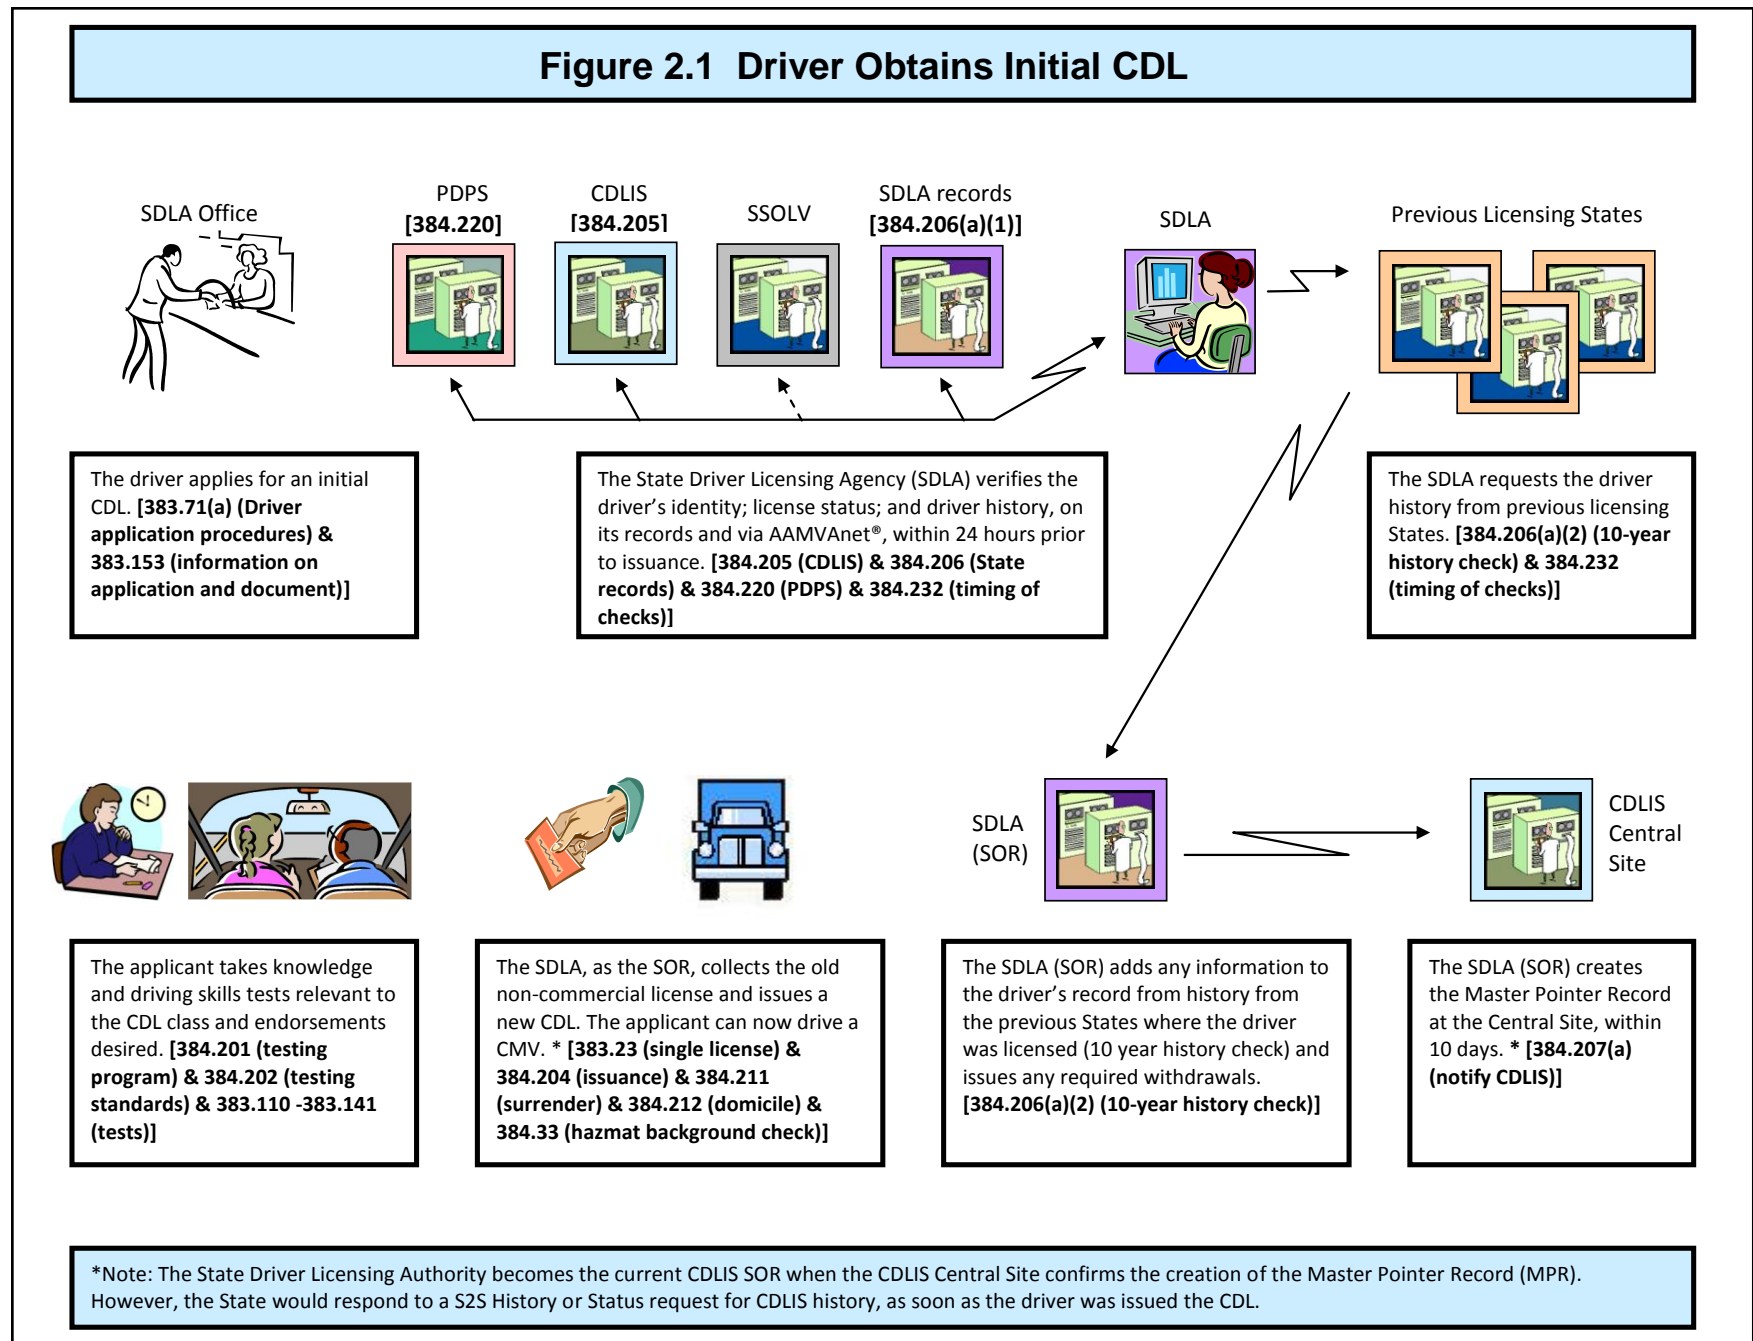 Figure 2.1 Driver Obtains Initial CDL
SDLA Office
PDPS
[384.220]
CDLIS
[384.205]
SSOLV
SDLA records
[384.206(a)(1)]
SDLA
Previous Licensing States
The driver applies for an initial
CDL. [383.71(a) (Driver
application procedures) &
383.153 (information on
application and document)]
The State Driver Licensing Agency (SDLA) verifies the
driver’s identity; license status; and driver history, on
its records and via AAMVAnet®, within 24 hours prior
to issuance. [384.205 (CDLIS) & 384.206 (State
records) & 384.220 (PDPS) & 384.232 (timing of
checks)]
The SDLA requests the driver
history from previous licensing
States. [384.206(a)(2) (10-year
history check) & 384.232
(timing of checks)]
SDLA
(SOR)
CDLIS
Central
Site
The applicant takes knowledge
and driving skills tests relevant to
the CDL class and endorsements
desired. [384.201 (testing
program) & 384.202 (testing
standards) & 383.110 -383.141
(tests)]
The SDLA, as the SOR, collects the old
non-commercial license and issues a
new CDL. The applicant can now drive a
CMV. * [383.23 (single license) &
384.204 (issuance) & 384.211
(surrender) & 384.212 (domicile) &
384.33 (hazmat background check)]
The SDLA (SOR) adds any information to
the driver’s record from history from
the previous States where the driver
was licensed (10 year history check) and
issues any required withdrawals.
[384.206(a)(2) (10-year history check)]
The SDLA (SOR) creates
the Master Pointer Record
at the Central Site, within
10 days. * [384.207(a)
(notify CDLIS)]
*Note: The State Driver Licensing Authority becomes the current CDLIS SOR when the CDLIS Central Site confirms the creation of the Master Pointer Record (MPR).
However, the State would respond to a S2S History or Status request for CDLIS history, as soon as the driver was issued the CDL.